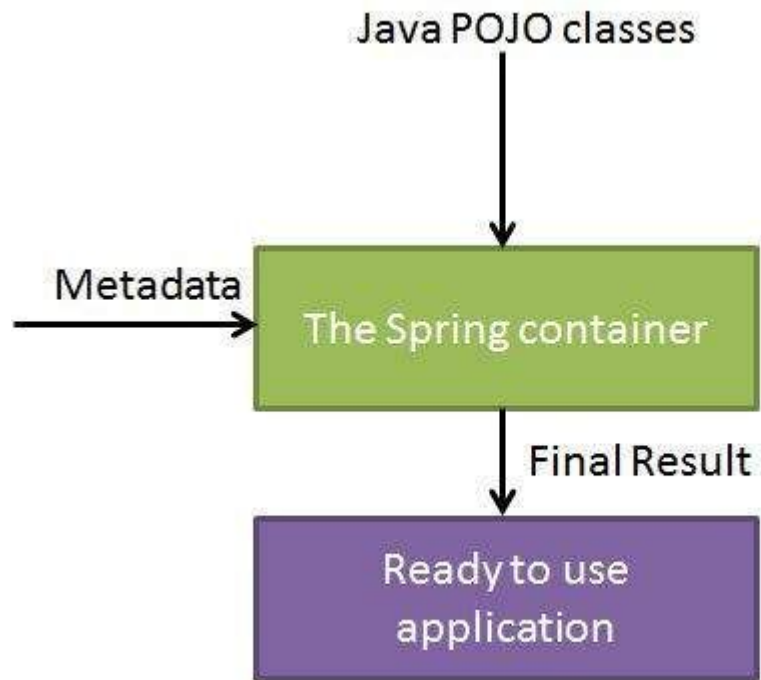 Java POJO classes
Metadata
The Spring container
Final Result
Ready to use
application